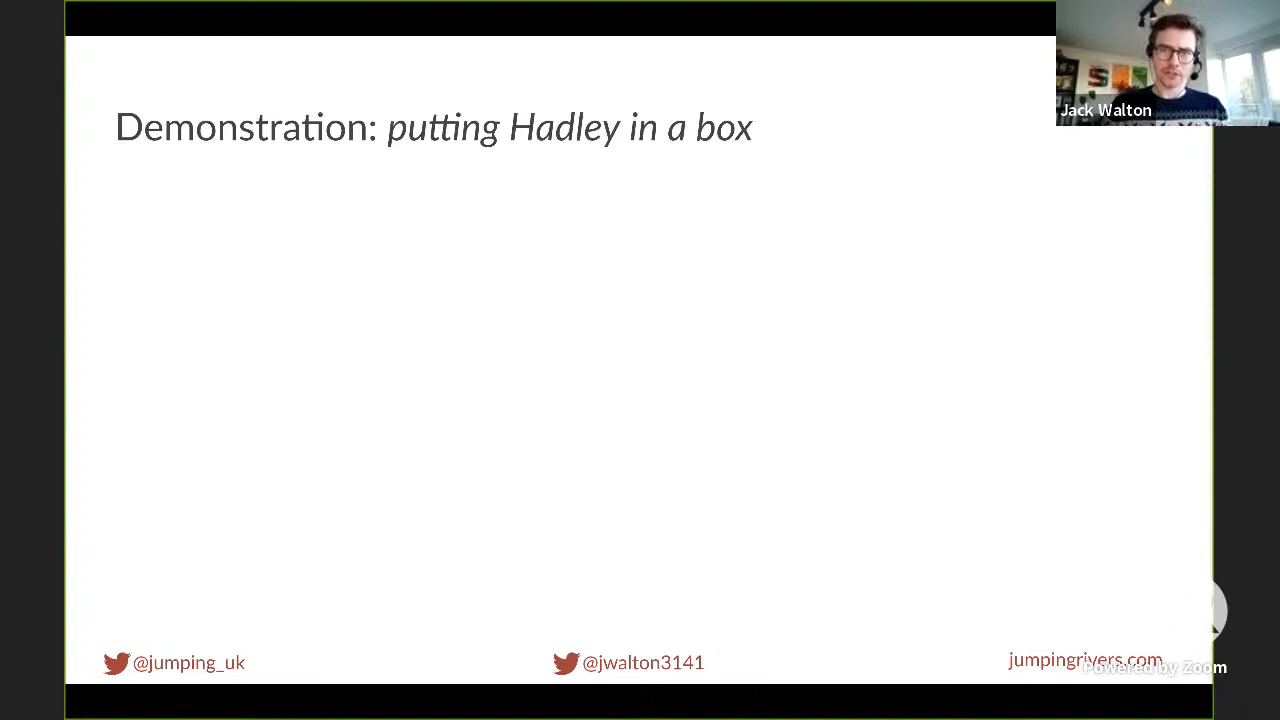 Jack Walton
Demonstration: putting Hadley in a box
@jumping_uk
@jwalton3141
jumpingrivers.com
Powered by Zoom